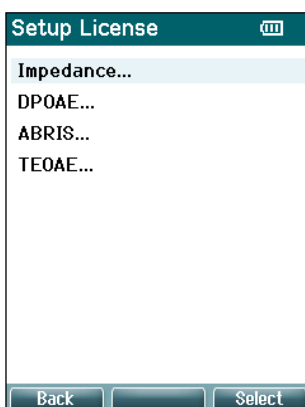 Setup License
Impedance...
DPOAE...
ABRIS...
TEOAE...
Back Select